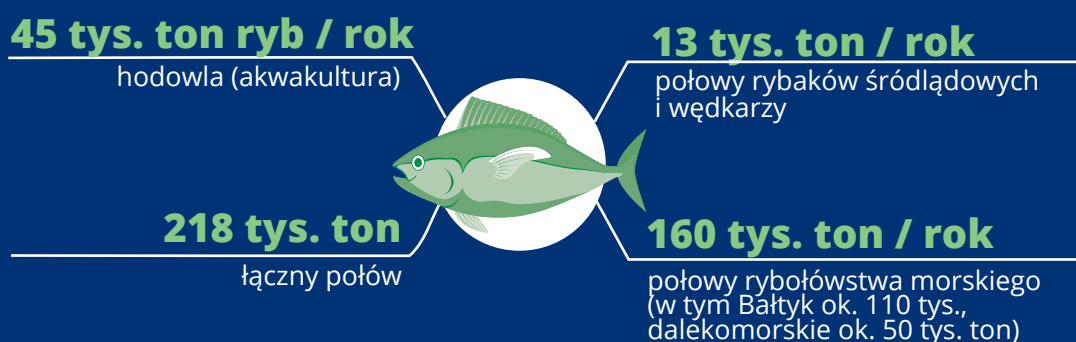 45 tys. ton ryb / rok
hodowla (akwakultura)
13 tys. ton / rok
połowy rybaków śródlądowych
i wędkarzy
218 tys. ton
łączny połów
160 tys. ton / rok
połowy rybołówstwa morskiego
(w tym Bałtyk ok. 110 tys.,
dalekomorskie ok. 50 tys. ton)